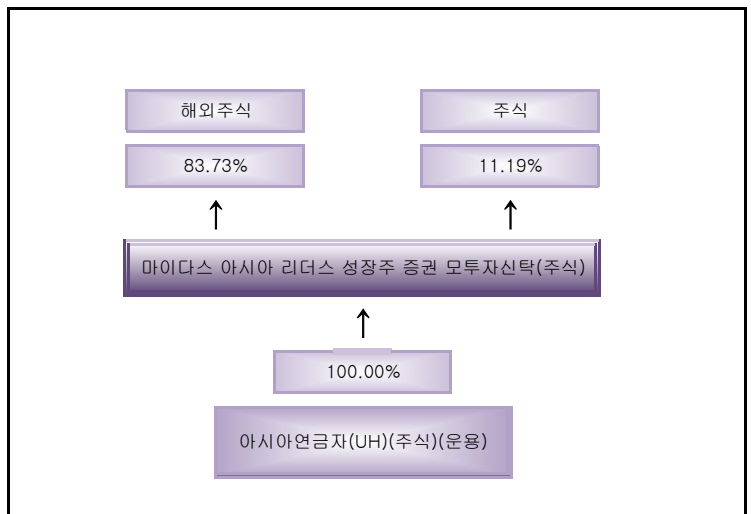 해외주식
주식
83.73%
11.19%
마이다스 아시아 리더스 성장주 증권 모투자신탁(주식)
100.00%
아시아연금자(UH)(주식)(운용)